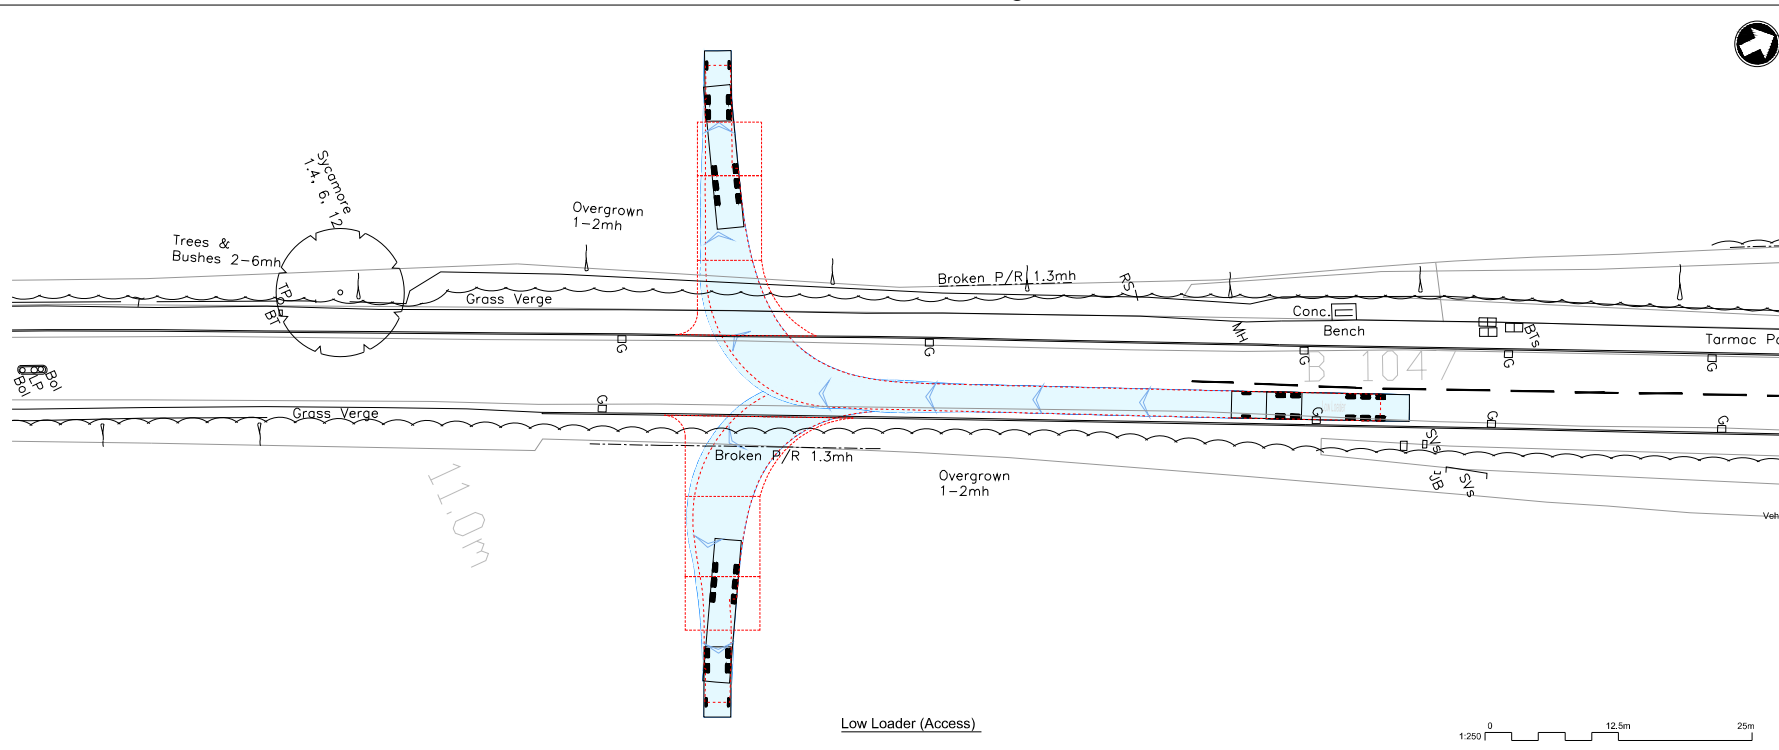 Sycamore
1.4, 6, 12
Overgrown
1-2mh
Trees &
Bushes 2-6mh
Broken P/R 1.3mh
RS
TP
BT
Grass Verge
Conc.
Bench
MH
BTs
Tarmac Pa
G
G
G
G
G
B 1047
Bol
LP
Bol
Grass Verge
G
G
G
G
Broken P/R 1.3mh
SVs
Overgrown
1-2mh
JB
SVs
11.0m
Veh
Low Loader (Access)
0 12.5m 25m
1:250